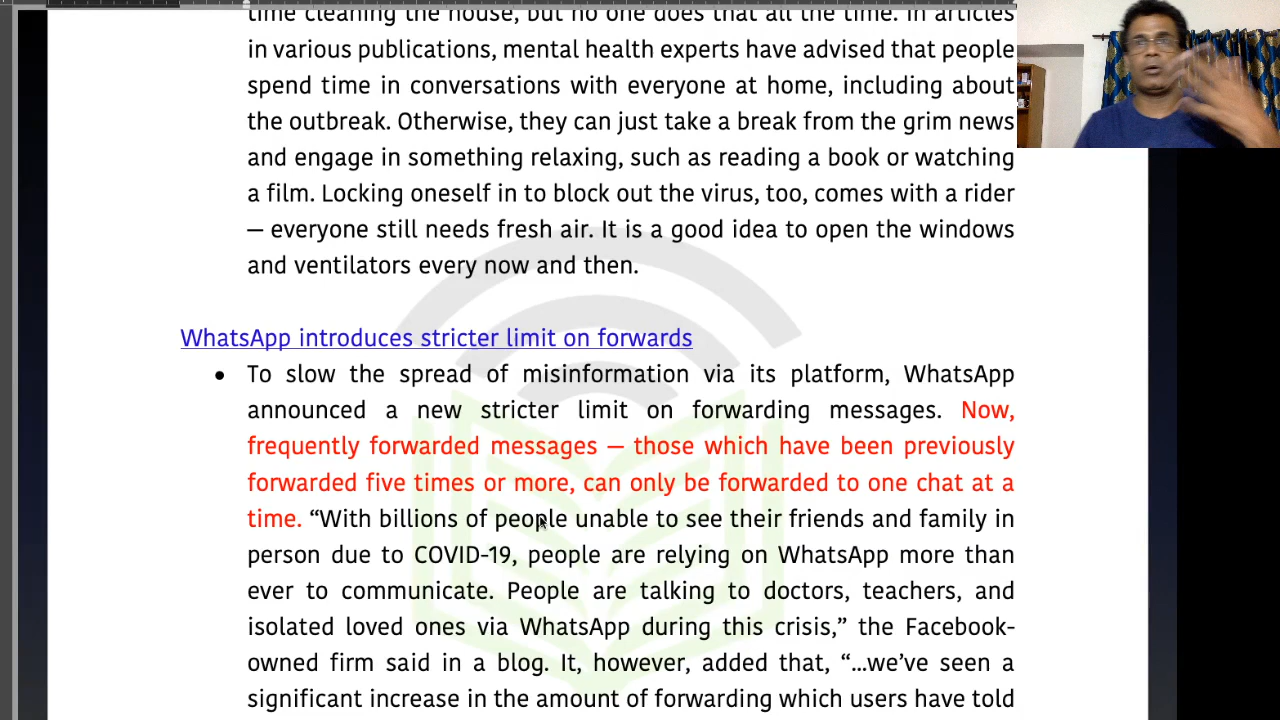 time cleaning the house, but no one does that all the time. In articles
in various publications, mental health experts have advised that people
spend time in conversations with everyone at home, including about
the outbreak. Otherwise, they can just take a break from the grim news
and engage in something relaxing, such as reading a book or watching
a film. Locking oneself in to block out the virus, too, comes with a rider
— everyone still needs fresh air. It is a good idea to open the windows
and ventilators every now and then.
WhatsApp introduces stricter limit on forwards
• To slow the spread of misinformation via its platform, WhatsApp
announced a new stricter limit on forwarding messages. Now,
frequently forwarded messages — those which have been previously
forwarded five times or more, can only be forwarded to one chat at a
time. “With billions of people unable to see their friends and family in
person due to COVID-19, people are relying on WhatsApp more than
ever to communicate. People are talking to doctors, teachers, and
isolated loved ones via WhatsApp during this crisis,” the Facebook-
owned firm said in a blog. It, however, added that, “...we’ve seen a
significant increase in the amount of forwarding which users have told